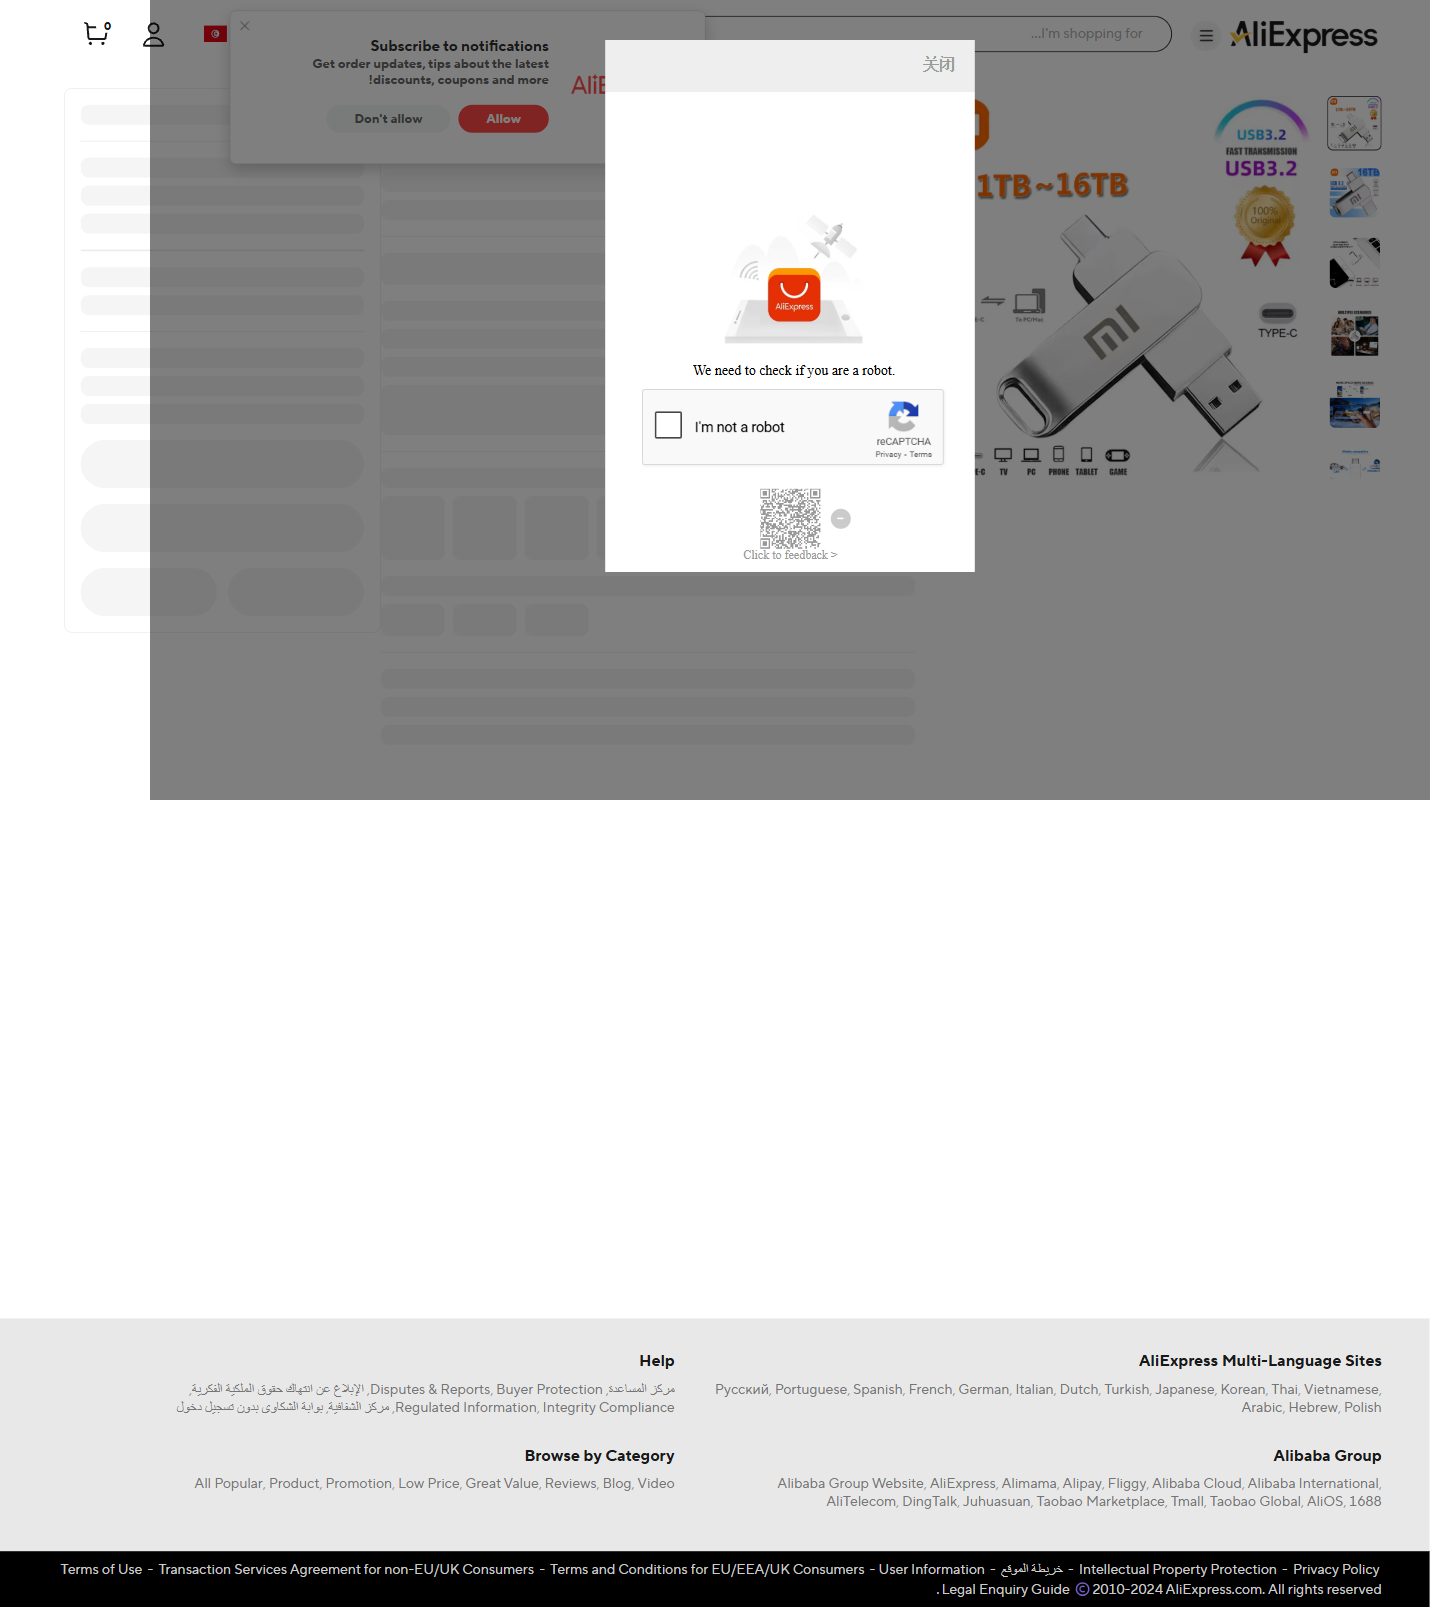 0
...I'm shopping for
AliExpress
Subscribe to notifications
Get order updates, tips about the latest
!discounts, coupons and more
Don't allow
Allow
AliE
关闭
AliExpress
We need to check if you are a robot.
I'm not a robot
reCAPTCHA
Privacy - Terms
Click to feedback >
USB3.2
FAST TRANSMISSION
USB3.2
1TB~16TB
100%
Original
To PC/Mac
TYPE-C
TV
PC
PHONE
TABLET
GAME
AliExpress Multi-Language Sites
Русский, Portuguese, Spanish, French, German, Italian, Dutch, Turkish, Japanese, Korean, Thai, Vietnamese,
Arabic, Hebrew, Polish
Help
مركز المساعدة, Disputes & Reports, Buyer Protection, الإبلاغ عن انتهاك حقوق الملكية الفكرية,
Regulated Information, Integrity Compliance, مركز الشفافية, بوابة الشكاوى بدون تسجيل دخول
Alibaba Group
Alibaba Group Website, AliExpress, Alimama, Alipay, Fliggy, Alibaba Cloud, Alibaba International,
AliTelecom, DingTalk, Juhuasuan, Taobao Marketplace, Tmall, Taobao Global, AliOS, 1688
Browse by Category
All Popular, Product, Promotion, Low Price, Great Value, Reviews, Blog, Video
Terms of Use - Transaction Services Agreement for non-EU/UK Consumers - Terms and Conditions for EU/EEA/UK Consumers - User Information - خريطة الموقع - Intellectual Property Protection - Privacy Policy
. Legal Enquiry Guide © 2010-2024 AliExpress.com. All rights reserved